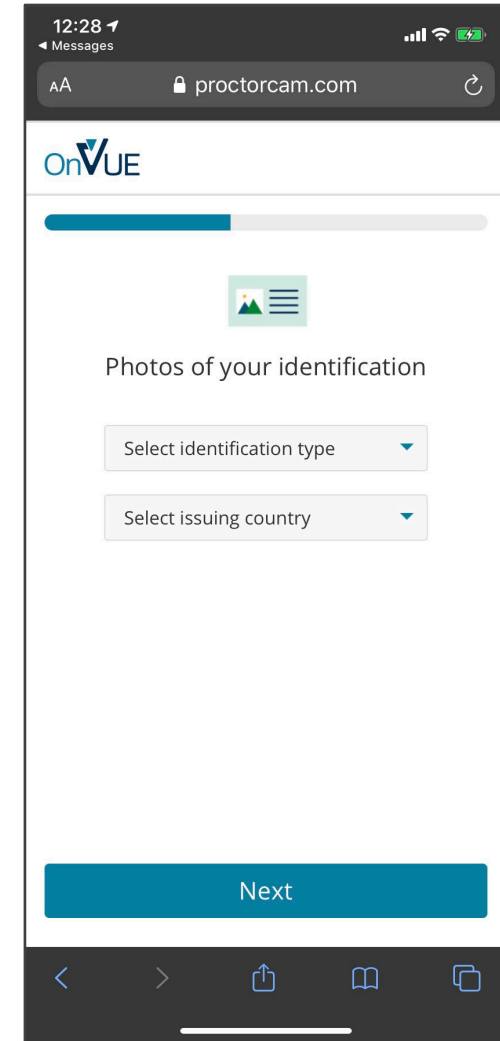 12:28
Messages
AA proctorcam.com
OnVUE
Photos of your identification
Select identification type
Select issuing country
Next